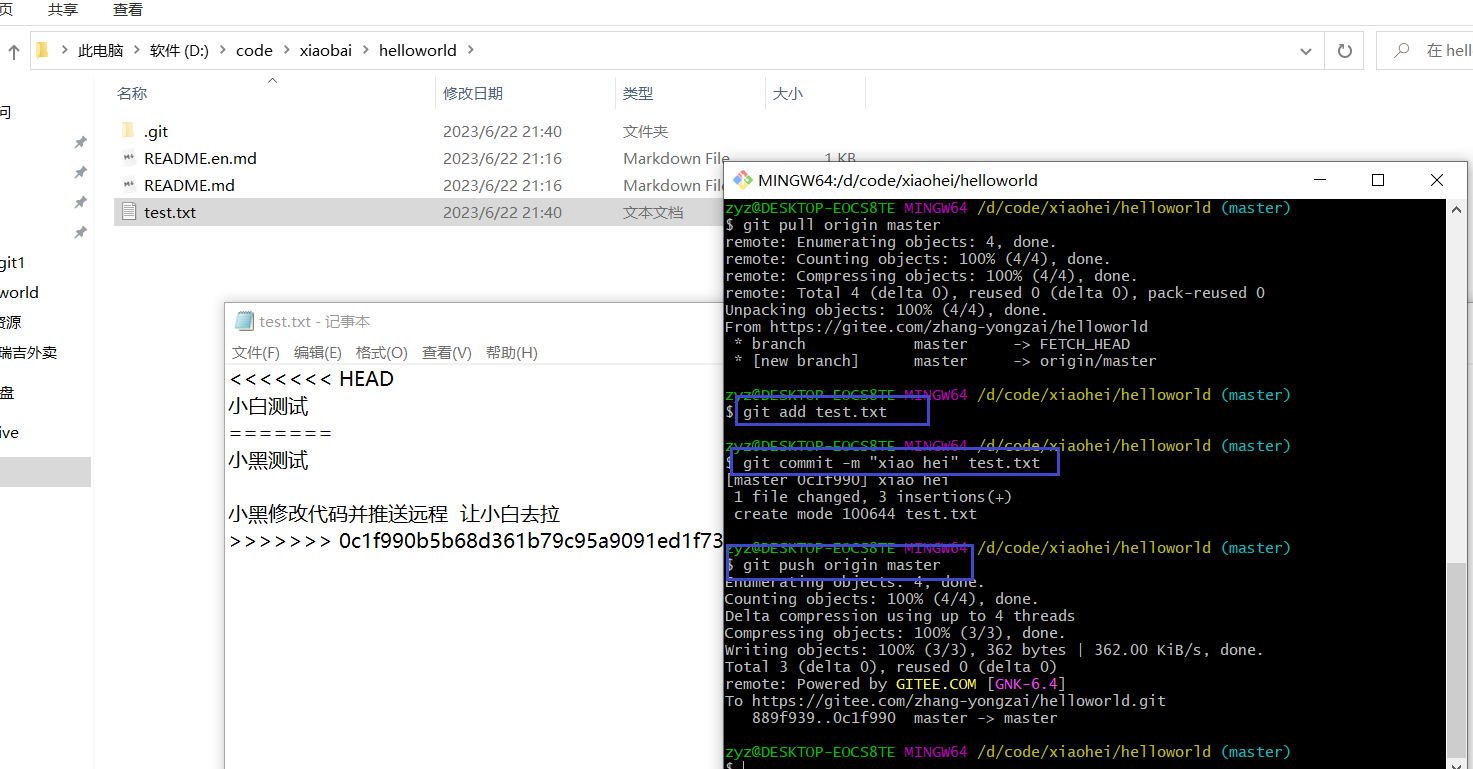 页 共享 查看
此电脑 软件 (D:) code xiaobai helloworld
在 hell
名称 修改日期 类型 大小
问
.git 2023/6/22 21:40 文件夹
README.en.md 2023/6/22 21:16 Markdown File 1 KB
README.md 2023/6/22 21:16 Markdown File
test.txt 2023/6/22 21:40 文本文档
git1
world
资源
瑞吉外卖
盘
ive
test.txt - 记事本
文件(F) 编辑(E) 格式(O) 查看(V) 帮助(H)
<<<<<<< HEAD
小白测试
=======
小黑测试
小黑修改代码并推送远程 让小白去拉
>>>>>>> 0c1f990b5b68d361b79c95a9091ed1f73
MINGW64:/d/code/xiaohei/helloworld
zyz@DESKTOP-EOCS8TE MINGW64 /d/code/xiaohei/helloworld (master)
$ git pull origin master
remote: Enumerating objects: 4, done.
remote: Counting objects: 100% (4/4), done.
remote: Compressing objects: 100% (4/4), done.
remote: Total 4 (delta 0), reused 0 (delta 0), pack-reused 0
Unpacking objects: 100% (4/4), done.
From https://gitee.com/zhang-yongzai/helloworld
* branch master -> FETCH_HEAD
* [new branch] master -> origin/master
zyz@DESKTOP-EOCS8TE MINGW64 /d/code/xiaohei/helloworld (master)
$ git add test.txt
zyz@DESKTOP-EOCS8TE MINGW64 /d/code/xiaohei/helloworld (master)
$ git commit -m "xiao hei" test.txt
[master 0c1f990] xiao hei
1 file changed, 3 insertions(+)
create mode 100644 test.txt
zyz@DESKTOP-EOCS8TE MINGW64 /d/code/xiaohei/helloworld (master)
$ git push origin master
Enumerating objects: 4, done.
Counting objects: 100% (4/4), done.
Delta compression using up to 4 threads
Compressing objects: 100% (3/3), done.
Writing objects: 100% (3/3), 362 bytes | 362.00 KiB/s, done.
Total 3 (delta 0), reused 0 (delta 0)
remote: Powered by GITEE.COM [GNK-6.4]
To https://gitee.com/zhang-yongzai/helloworld.git
889f939..0c1f990 master -> master
zyz@DESKTOP-EOCS8TE MINGW64 /d/code/xiaohei/helloworld (master)
$